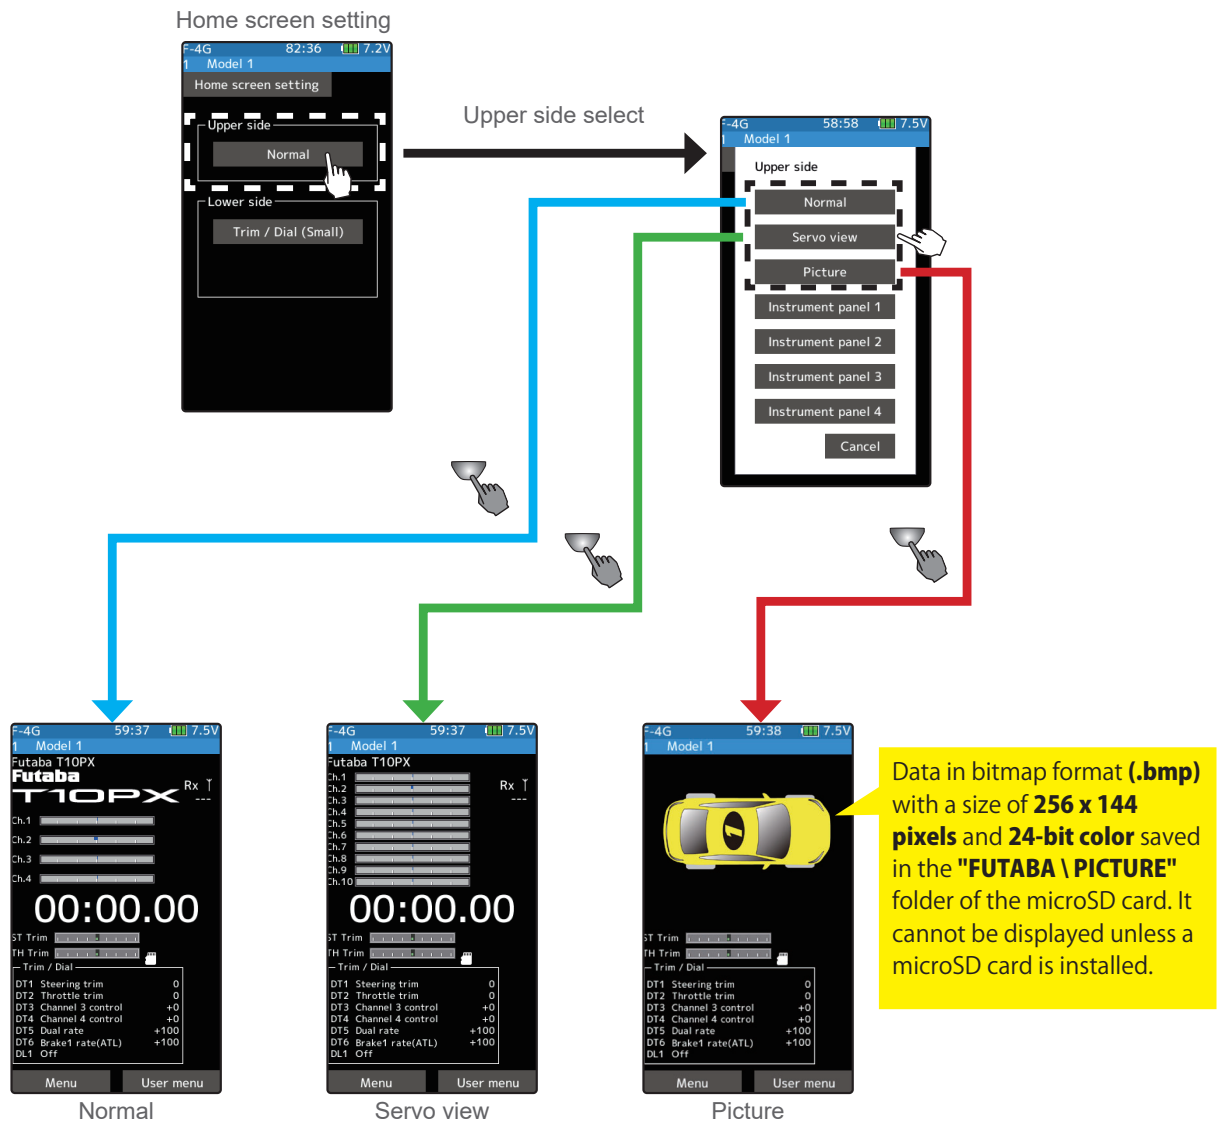 Home screen setting
F-4G 82:36 7.2V
1 Model 1
Home screen setting
Upper side
Normal
Lower side
Trim / Dial (Small)
Upper side select
F-4G 58:58 7.5V
1 Model 1
Upper side
Normal
Servo view
Picture
Instrument panel 1
Instrument panel 2
Instrument panel 3
Instrument panel 4
Cancel
F-4G 59:37 7.5V
1 Model 1
Futaba T10PX
Futaba
T10PX
Rx
---
Ch.1
Ch.2
Ch.3
Ch.4
00:00.00
ST Trim
TH Trim
Trim / Dial
DT1 Steering trim 0
DT2 Throttle trim 0
DT3 Channel 3 control +0
DT4 Channel 4 control +0
DT5 Dual rate +100
DT6 Brake1 rate(ATL) +100
DL1 Off
Menu User menu
Normal
F-4G 59:37 7.5V
1 Model 1
Futaba T10PX
Rx
---
Ch.1
Ch.2
Ch.3
Ch.4
Ch.5
Ch.6
Ch.7
Ch.8
Ch.9
Ch.10
00:00.00
ST Trim
TH Trim
Trim / Dial
DT1 Steering trim 0
DT2 Throttle trim 0
DT3 Channel 3 control +0
DT4 Channel 4 control +0
DT5 Dual rate +100
DT6 Brake1 rate(ATL) +100
DL1 Off
Menu User menu
Servo view
F-4G 59:38 7.5V
1 Model 1
1
ST Trim
TH Trim
Trim / Dial
DT1 Steering trim 0
DT2 Throttle trim 0
DT3 Channel 3 control +0
DT4 Channel 4 control +0
DT5 Dual rate +100
DT6 Brake1 rate(ATL) +100
DL1 Off
Menu User menu
Picture
Data in bitmap format (.bmp)
with a size of 256 x 144
pixels and 24-bit color saved
in the "FUTABA \ PICTURE"
folder of the microSD card. It
cannot be displayed unless a
microSD card is installed.